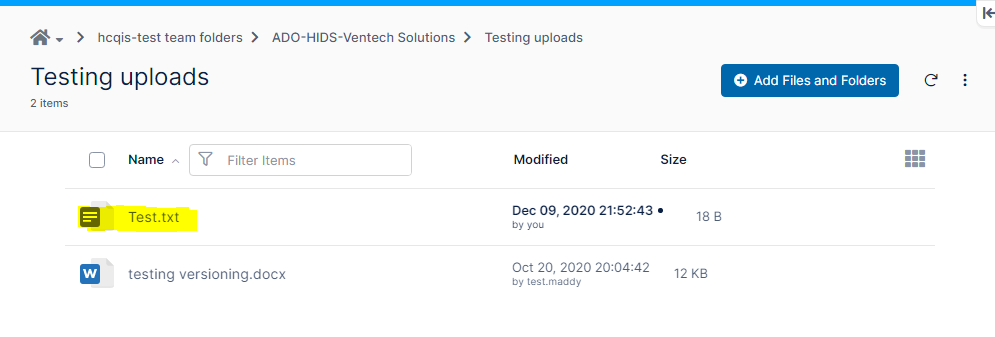 hcqis-test team folders > ADO-HIDS-Ventech Solutions > Testing uploads
Testing uploads
2 items
Add Files and Folders
Name Filter Items Modified Size
Test.txt Dec 09, 2020 21:52:43 • 18 B
by you
W testing versioning.docx Oct 20, 2020 20:04:42 12 KB
by test.maddy